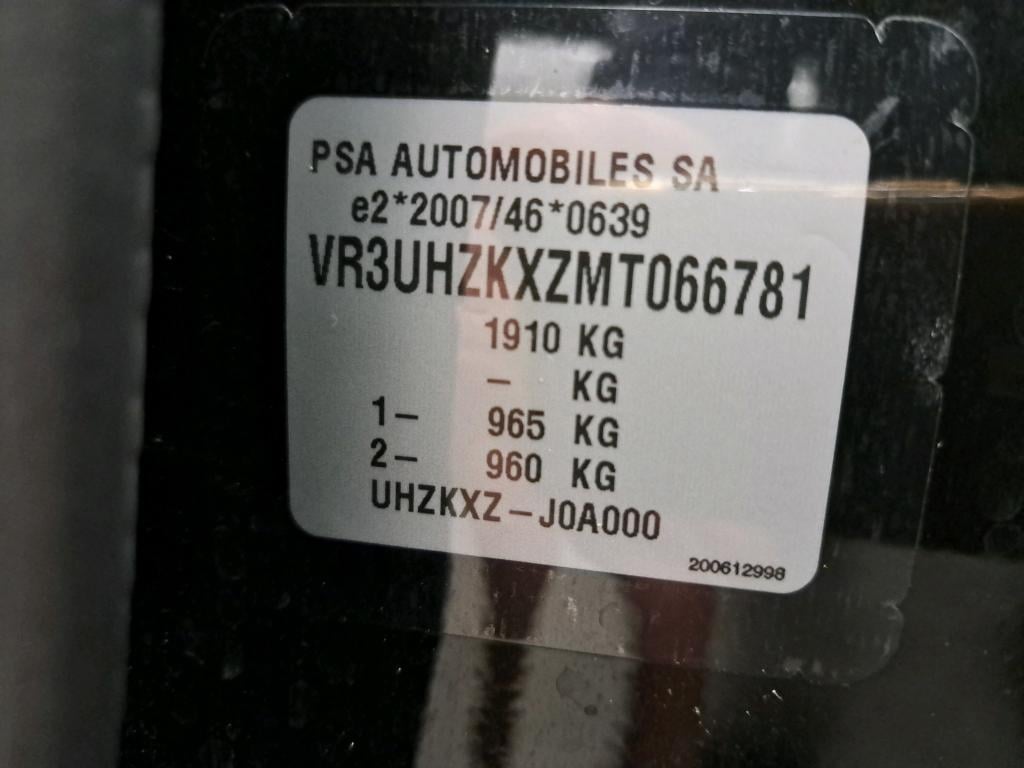 PSA AUTOMOBILES SA
e2*2007/46*0639
VR3UHZKXZMT066781
1910 KG
- KG
1- 965 KG
2- 960 KG
UHZKXZ-J0A000
200612998